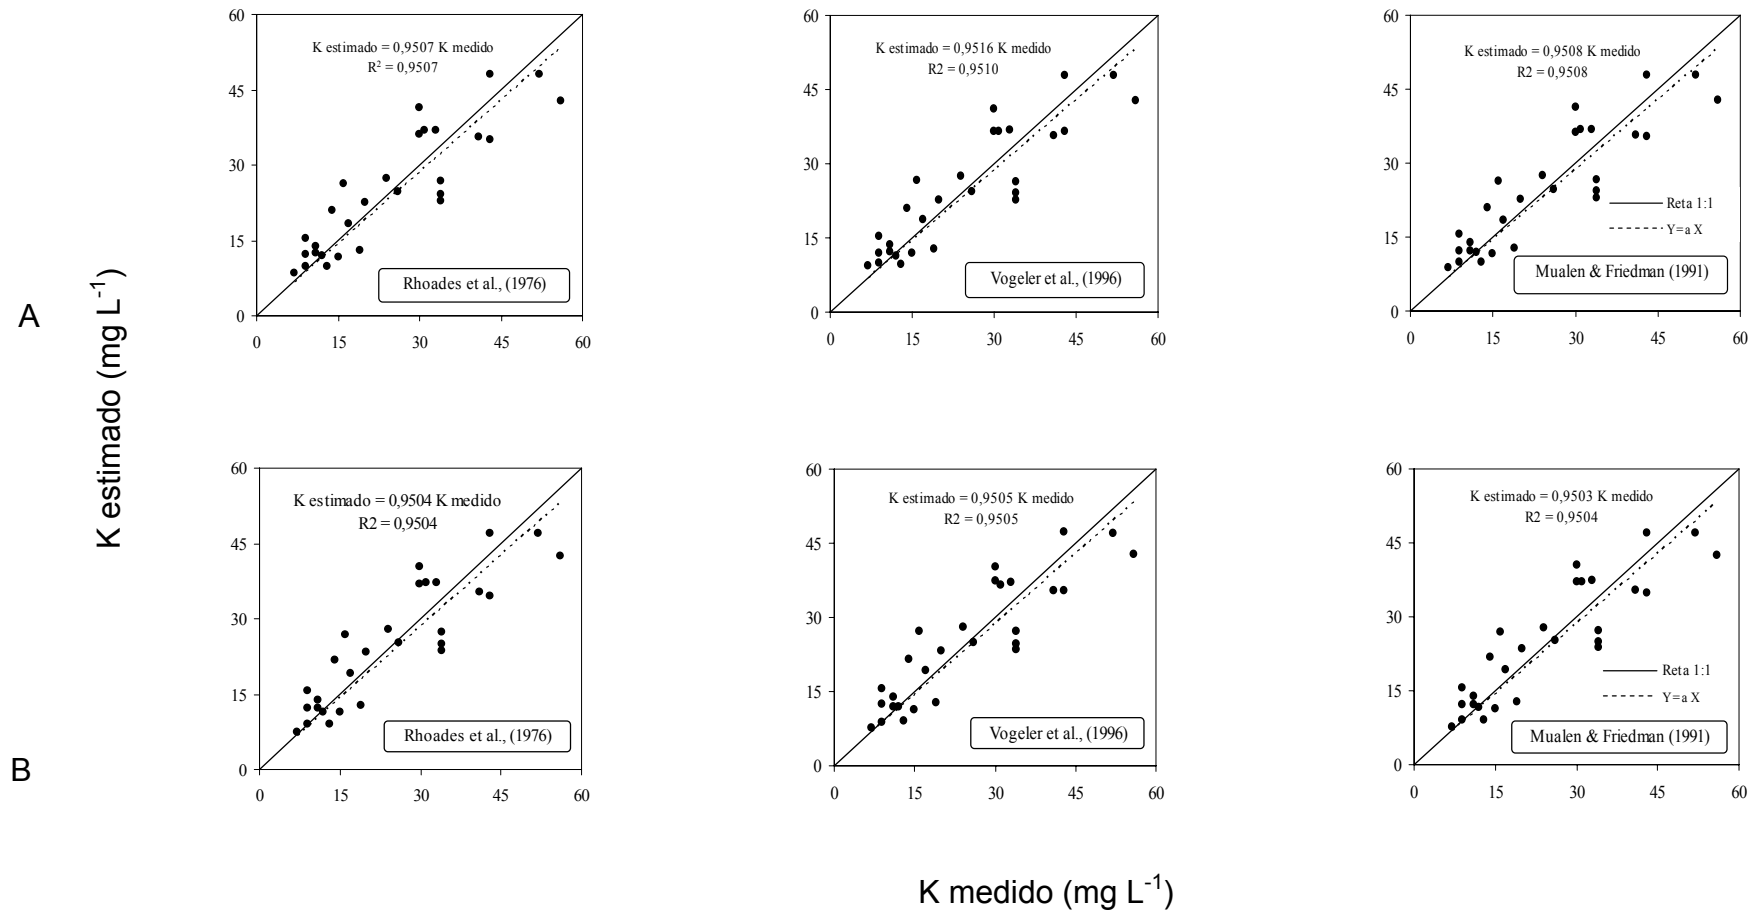 K estimado (mg L⁻¹)
A
60
45
30
15
0
K estimado = 0,9507 K medido
R² = 0,9507
Rhoades et al., (1976)
0 15 30 45 60
60
45
30
15
0
K estimado = 0,9516 K medido
R2 = 0,9510
Vogeler et al., (1996)
0 15 30 45 60
60
45
30
15
0
K estimado = 0,9508 K medido
R2 = 0,9508
Reta 1:1
Y=a X
Mualen & Friedman (1991)
0 15 30 45 60
B
60
45
30
15
0
K estimado = 0,9504 K medido
R2 = 0,9504
Rhoades et al., (1976)
0 15 30 45 60
60
45
30
15
0
K estimado = 0,9505 K medido
R2 = 0,9505
Vogeler et al., (1996)
0 15 30 45 60
60
45
30
15
0
K estimado = 0,9503 K medido
R2 = 0,9504
Reta 1:1
Y=a X
Mualen & Friedman (1991)
0 15 30 45 60
K medido (mg L⁻¹)